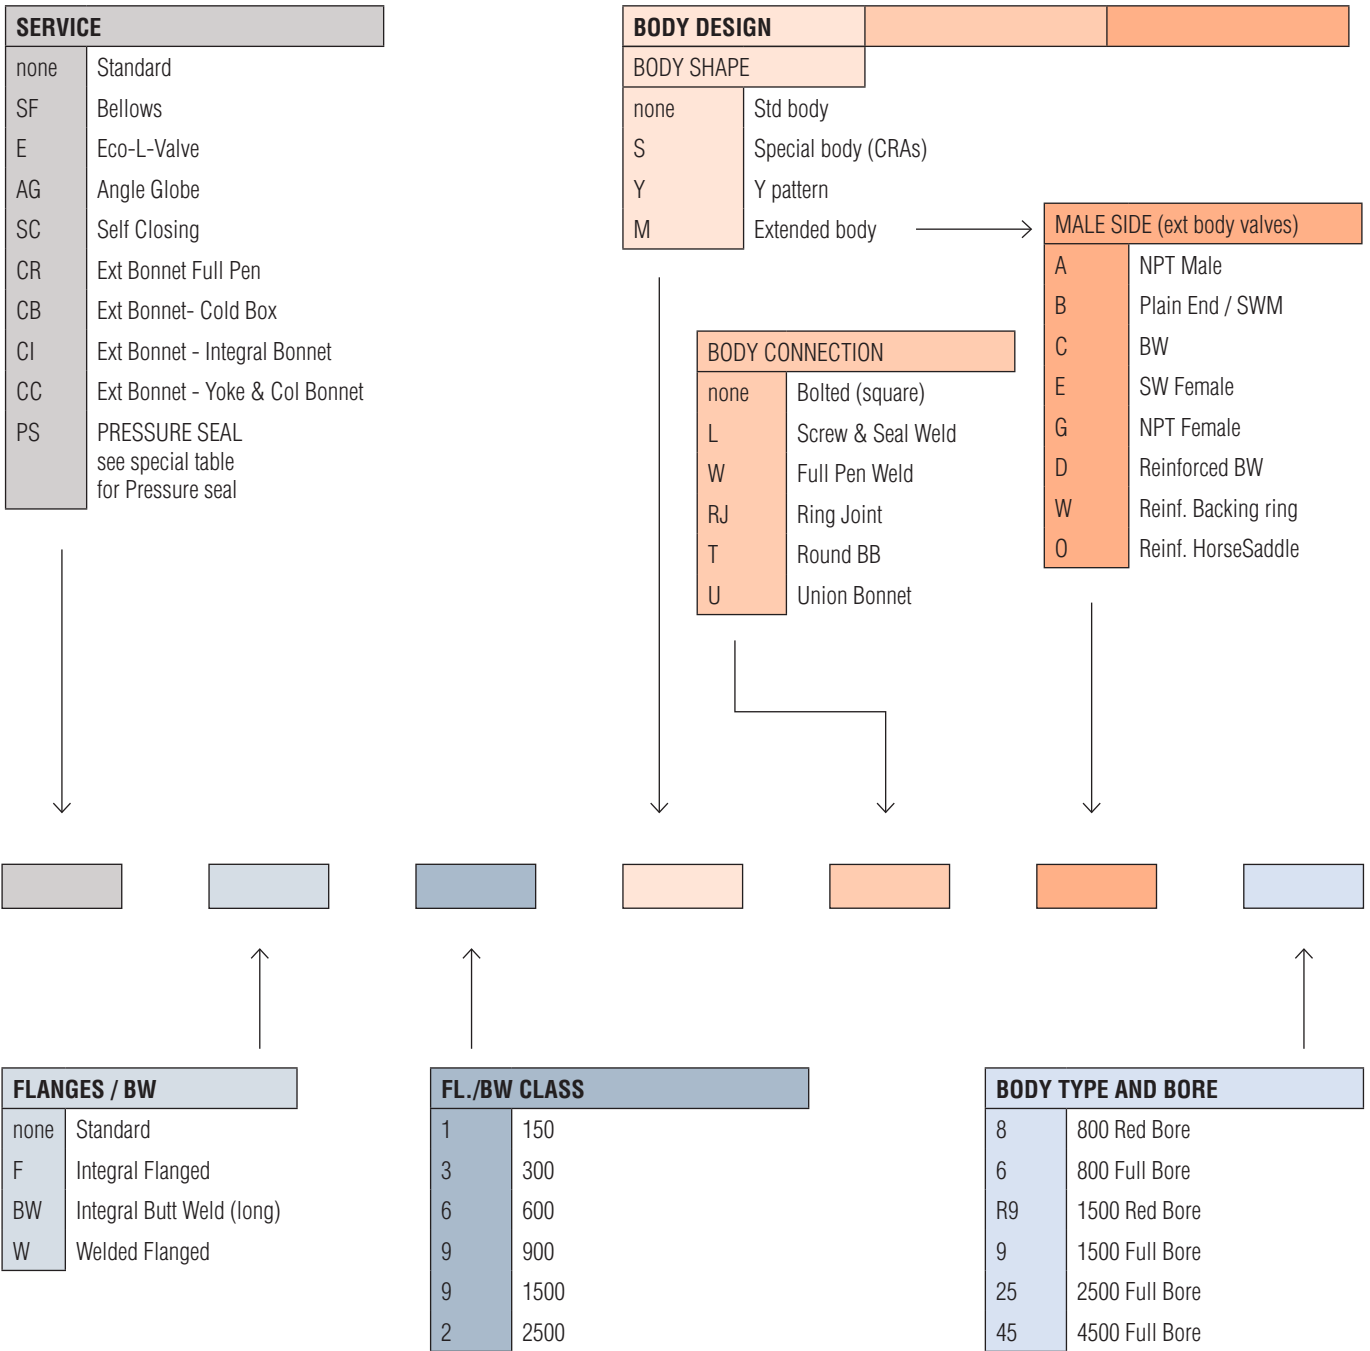 SERVICE
none Standard
SF Bellows
E Eco-L-Valve
AG Angle Globe
SC Self Closing
CR Ext Bonnet Full Pen
CB Ext Bonnet- Cold Box
CI Ext Bonnet - Integral Bonnet
CC Ext Bonnet - Yoke & Col Bonnet
PS PRESSURE SEAL
see special table
for Pressure seal
BODY DESIGN
BODY SHAPE
none Std body
S Special body (CRAs)
Y Y pattern
M Extended body
MALE SIDE (ext body valves)
A NPT Male
B Plain End / SWM
C BW
E SW Female
G NPT Female
D Reinforced BW
W Reinf. Backing ring
O Reinf. HorseSaddle
BODY CONNECTION
none Bolted (square)
L Screw & Seal Weld
W Full Pen Weld
RJ Ring Joint
T Round BB
U Union Bonnet
FLANGES / BW
none Standard
F Integral Flanged
BW Integral Butt Weld (long)
W Welded Flanged
FL./BW CLASS
1 150
3 300
6 600
9 900
9 1500
2 2500
BODY TYPE AND BORE
8 800 Red Bore
6 800 Full Bore
R9 1500 Red Bore
9 1500 Full Bore
25 2500 Full Bore
45 4500 Full Bore